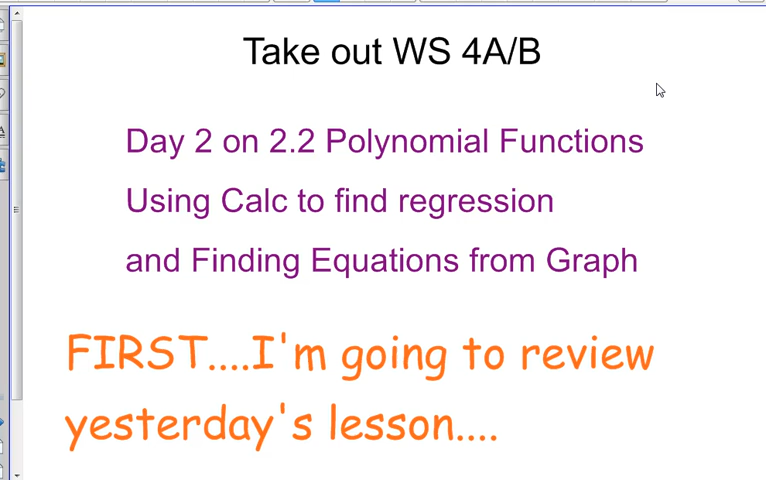 Take out WS 4A/B
Day 2 on 2.2 Polynomial Functions
Using Calc to find regression
and Finding Equations from Graph
FIRST....I'm going to review
yesterday's lesson....